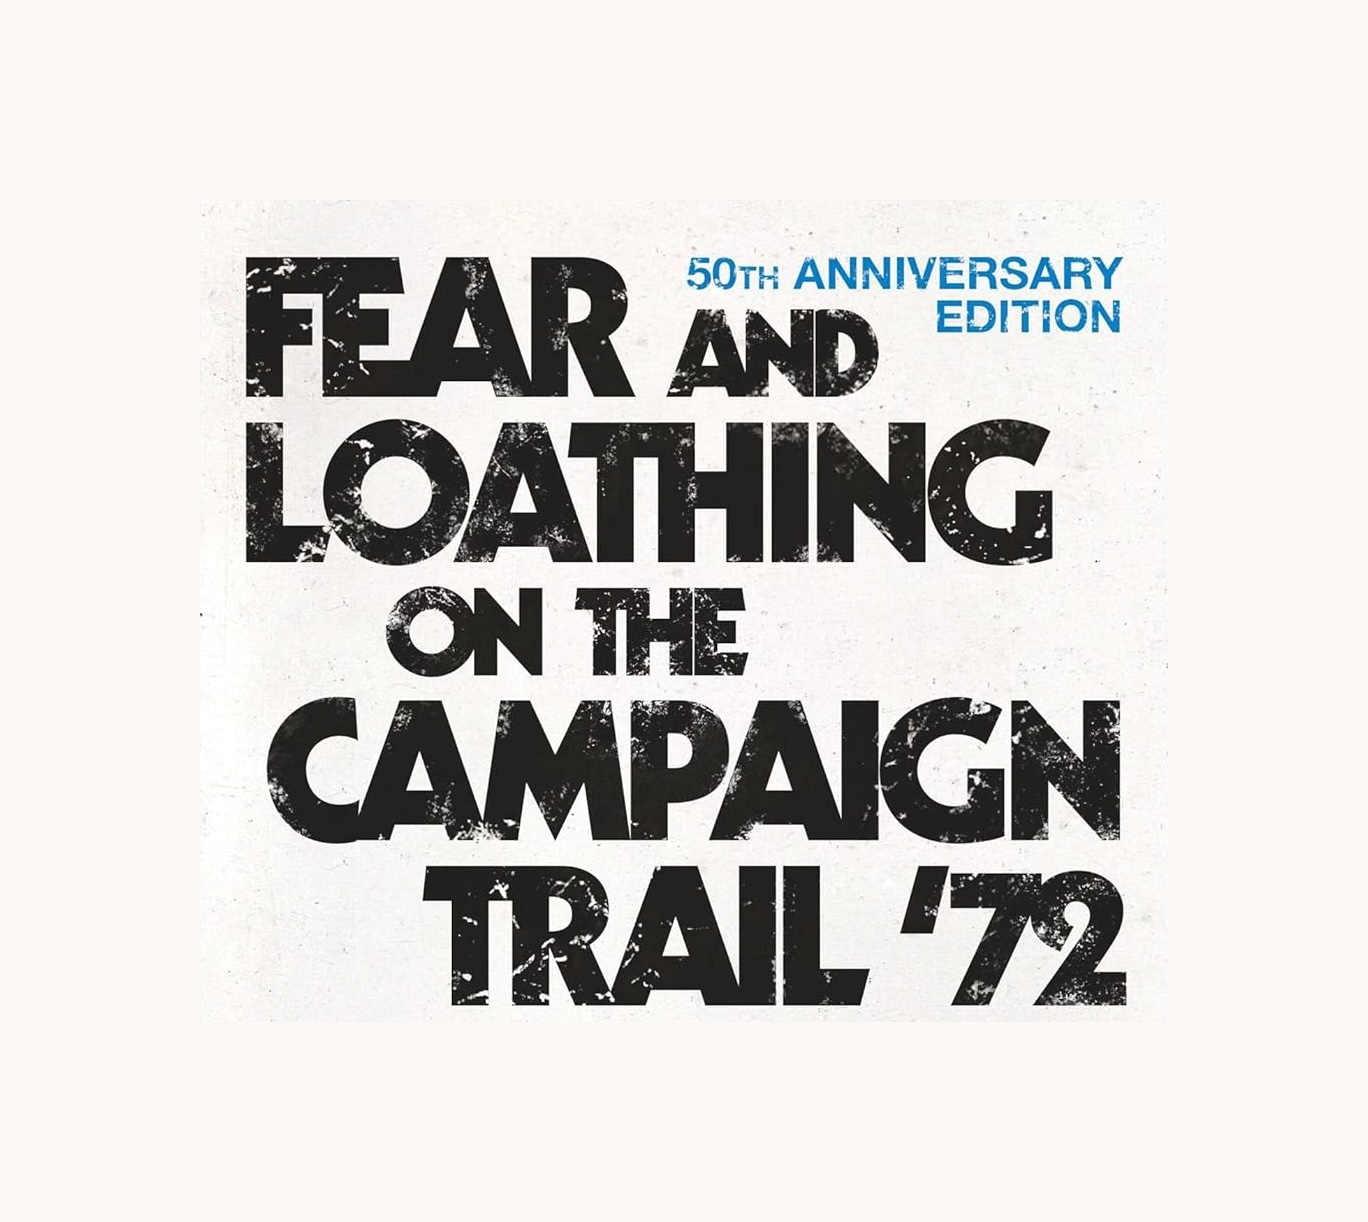 FEAR AND
50TH ANNIVERSARY
EDITION
LOATHING
ON THE
CAMPAIGN
TRAIL '72